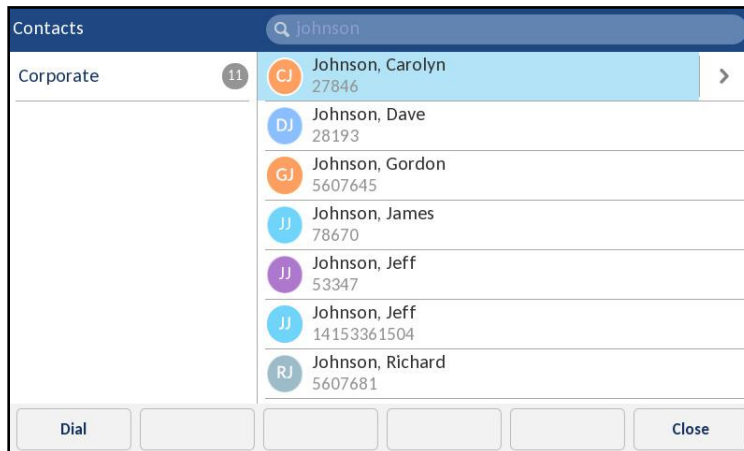 Contacts
johnson
Corporate
11
CJ
Johnson, Carolyn
27846
DJ
Johnson, Dave
28193
GJ
Johnson, Gordon
5607645
JJ
Johnson, James
78670
JJ
Johnson, Jeff
53347
JJ
Johnson, Jeff
14153361504
RJ
Johnson, Richard
5607681
Dial
Close